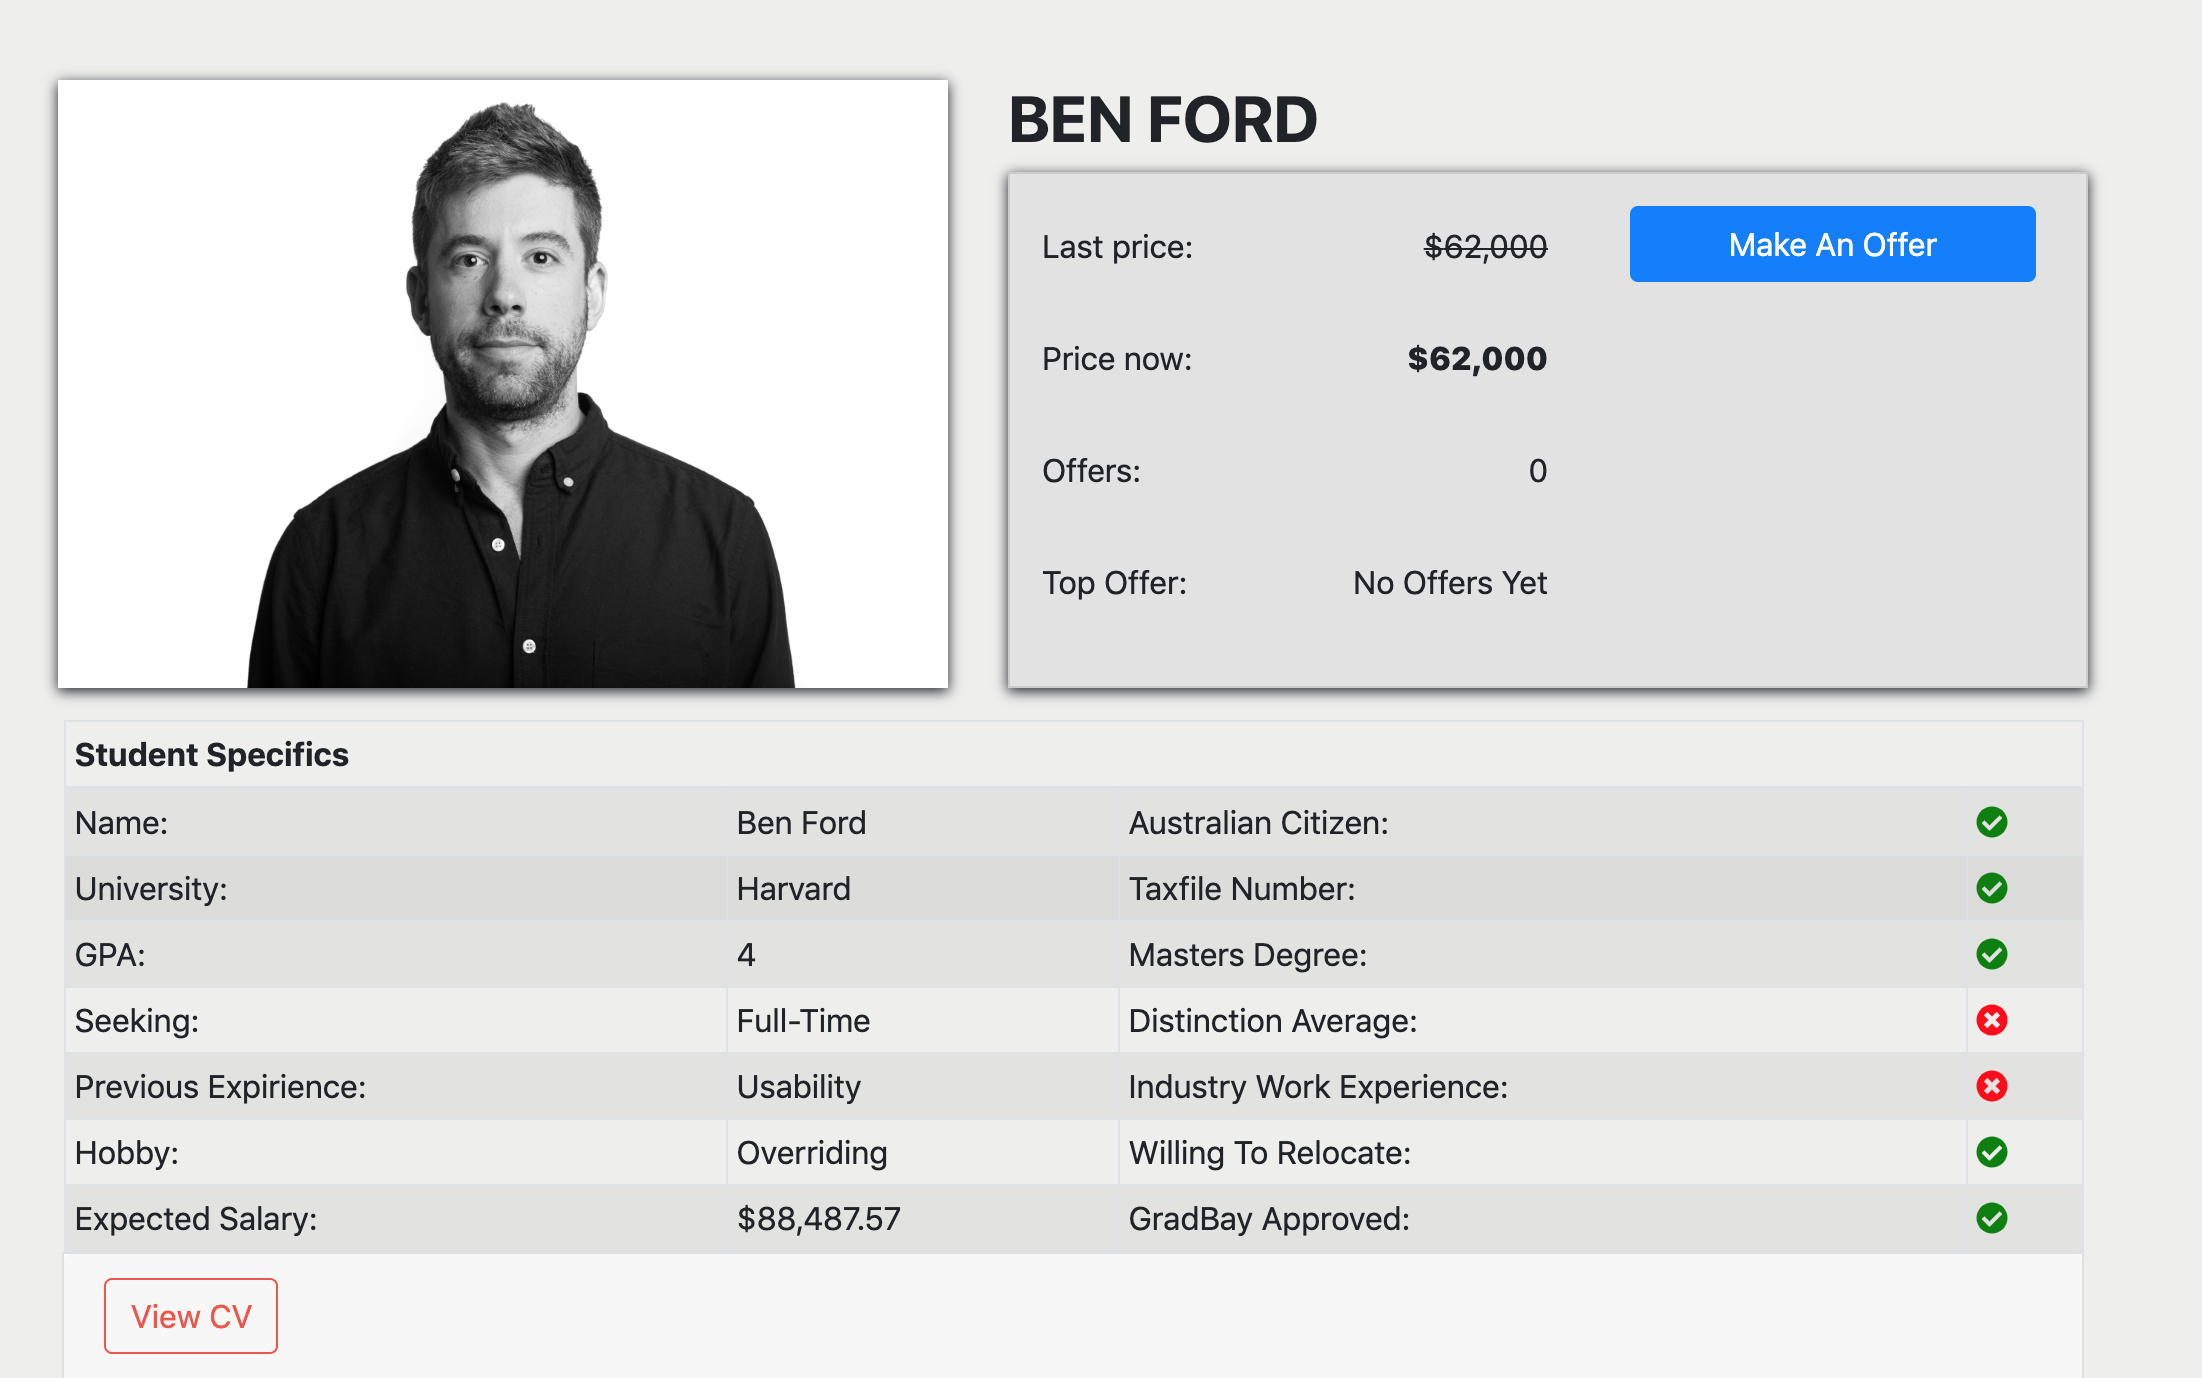 BEN FORD
Last price: $62,000
Make An Offer
Price now: $62,000
Offers: 0
Top Offer: No Offers Yet
Student Specifics
Name: Ben Ford Australian Citizen:
University: Harvard Taxfile Number:
GPA: 4 Masters Degree:
Seeking: Full-Time Distinction Average:
Previous Expirience: Usability Industry Work Experience:
Hobby: Overriding Willing To Relocate:
Expected Salary: $88,487.57 GradBay Approved:
View CV